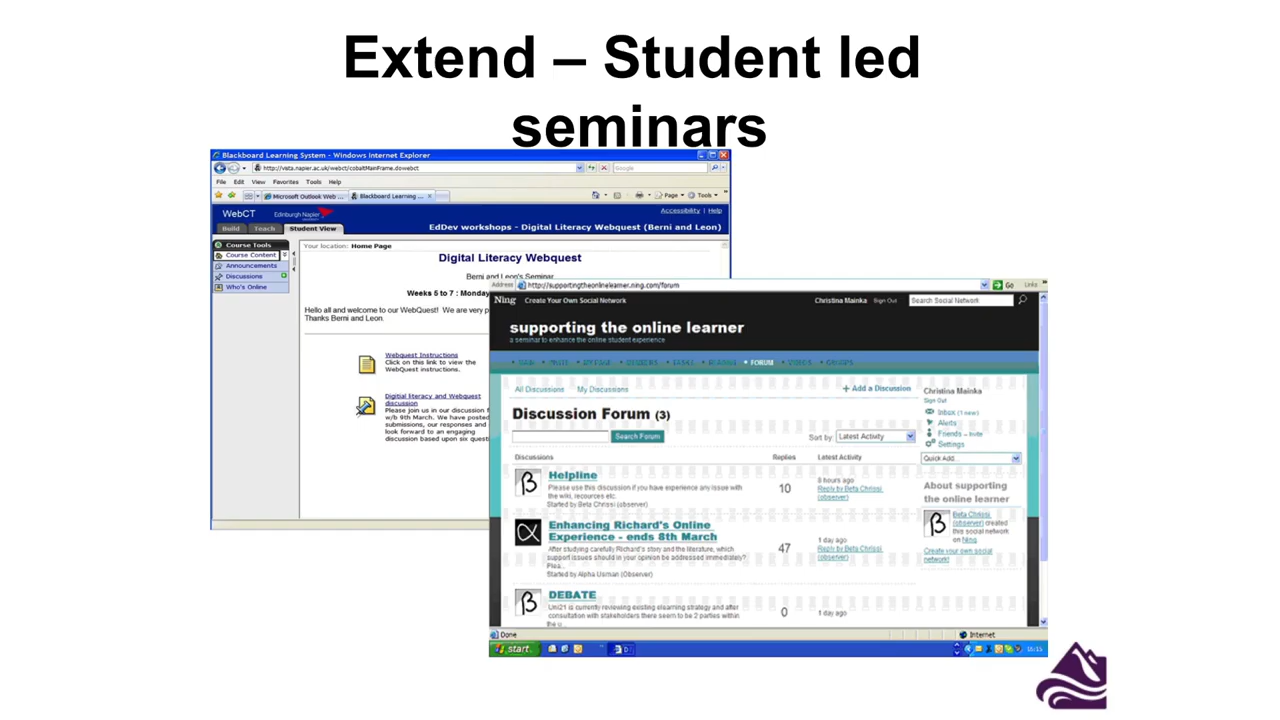 Extend – Student led
seminars
Blackboard Learning System - Windows Internet Explorer
http://vista.napier.ac.uk/webct/cobaltMainFrame.dowebct
Google
File Edit View Favorites Tools Help
Microsoft Outlook Web ... Blackboard Learning ... Page Tools
WebCT Edinburgh Napier
Accessibility | Help
Build Teach Student View
EdDev workshops - Digital Literacy Webquest (Berni and Leon)
Course Tools
Course Content
Announcements
Discussions
Who's Online
Your location: Home Page
Digital Literacy Webquest
Berni and Leon's Seminar
Weeks 5 to 7 : Monday
Hello all and welcome to our WebQuest! We are very p
Thanks Berni and Leon.
Webquest Instructions
Click on this link to view the
WebQuest instructions.
Digitial literacy and Webquest
discussion
Please join us in our discussion f
w/b 9th March. We have posted
submissions, our responses and
look forward to an engaging
discussion based upon six questi
Address http://supportingtheonlinelearner.ning.com/forum Go Links
Ning Create Your Own Social Network Christina Mainka Sign Out Search Social Network
supporting the online learner
a seminar to enhance the online student experience
FORUM VIDEOS GROUPS
All Discussions My Discussions + Add a Discussion
Discussion Forum (3)
Search Forum Sort by: Latest Activity
Discussions Replies Latest Activity
Helpline
Please use this discussion if you have experience any issue with
the wiki, recources etc.
Started by Beta Chrissi (observer)
10
8 hours ago
Reply by Beta Chrissi
(observer)
Enhancing Richard's Online
Experience - ends 8th March
After studying carefully Richard's story and the literature, which
support issues should in your opinion be addressed immediately?
Plea...
Started by Alpha Usman (Observer)
47
1 day ago
Reply by Beta Chrissi
(observer)
DEBATE
Uni21 is currently reviewing existing elearning strategy and after
consultation with stakeholders there seem to be 2 parties within
the u...
0
1 day ago
Christina Mainka
Sign Out
Inbox (1 new)
Alerts
Friends – Invite
Settings
Quick Add...
About supporting
the online learner
Beta Chrissi
(observer) created
this social network
on Ning
Create your own social
network!
Done Internet
start